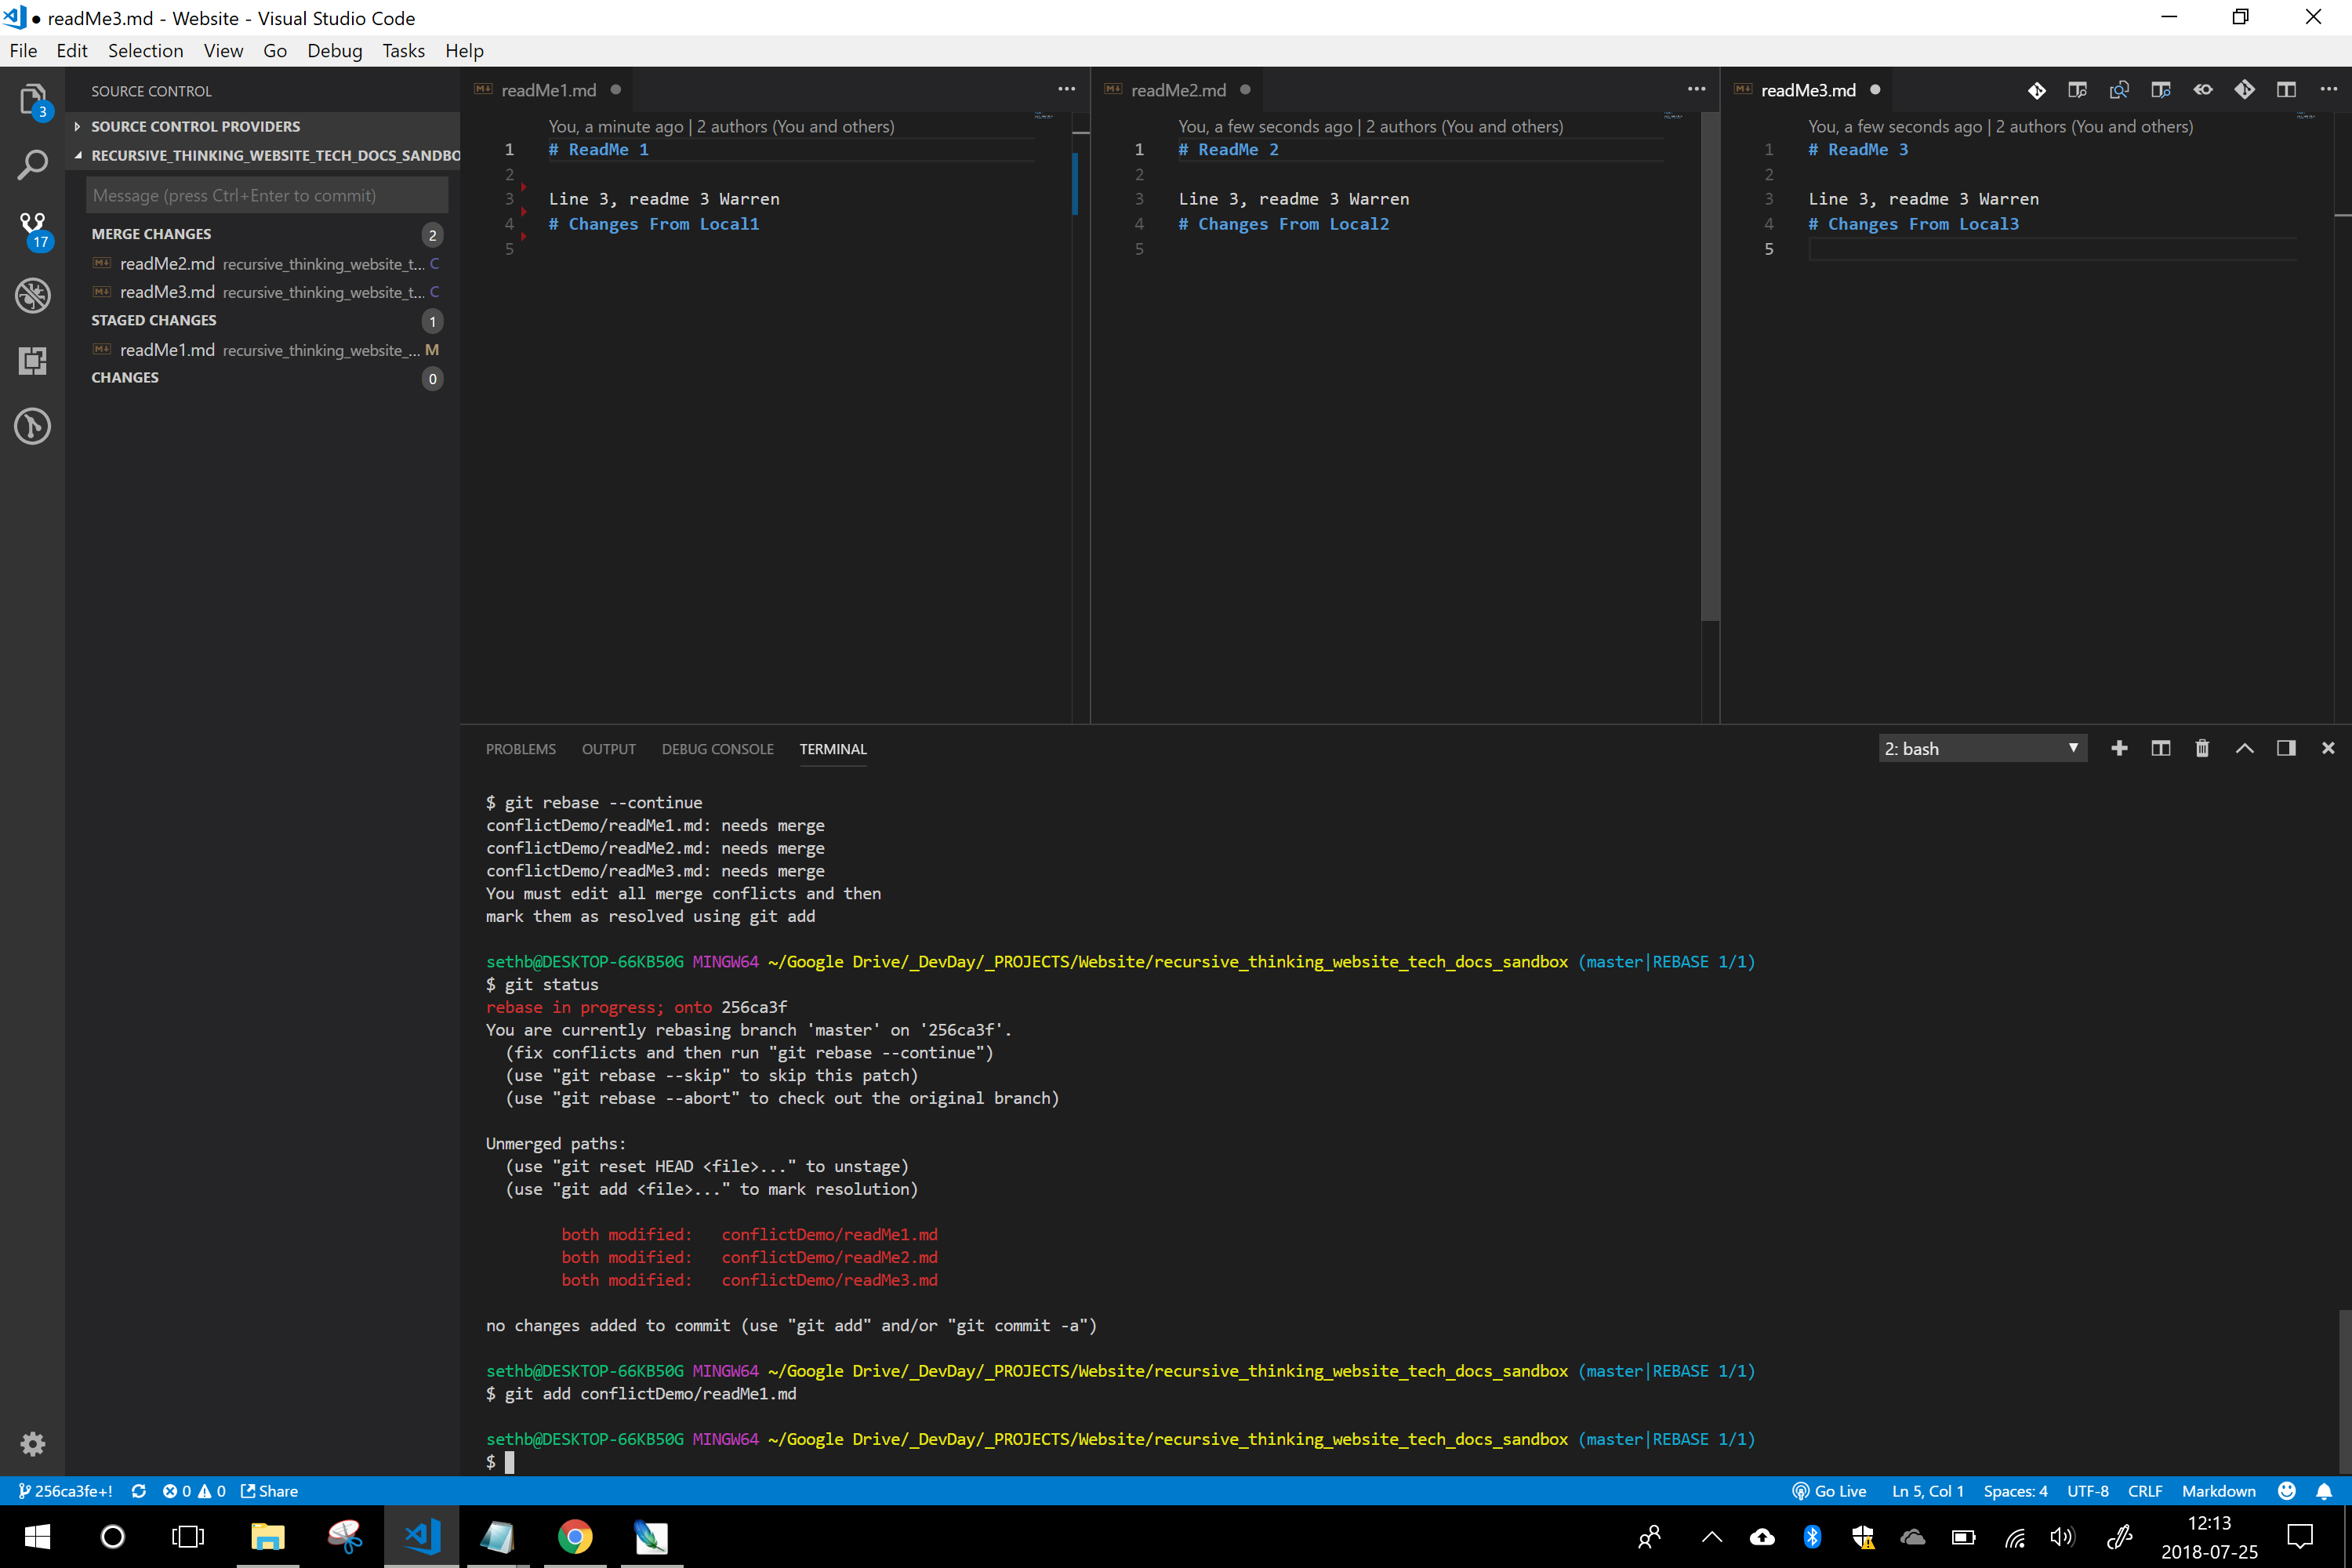 ● readMe3.md - Website - Visual Studio Code
File Edit Selection View Go Debug Tasks Help
3
17
SOURCE CONTROL
SOURCE CONTROL PROVIDERS
RECURSIVE_THINKING_WEBSITE_TECH_DOCS_SANDBO
Message (press Ctrl+Enter to commit)
MERGE CHANGES 2
readMe2.md recursive_thinking_website_t... C
readMe3.md recursive_thinking_website_t... C
STAGED CHANGES 1
readMe1.md recursive_thinking_website_... M
CHANGES 0
readMe1.md
You, a minute ago | 2 authors (You and others)
1 # ReadMe 1
2
3 Line 3, readme 3 Warren
4 # Changes From Local1
5
readMe2.md
You, a few seconds ago | 2 authors (You and others)
1 # ReadMe 2
2
3 Line 3, readme 3 Warren
4 # Changes From Local2
5
readMe3.md
You, a few seconds ago | 2 authors (You and others)
1 # ReadMe 3
2
3 Line 3, readme 3 Warren
4 # Changes From Local3
5
PROBLEMS OUTPUT DEBUG CONSOLE TERMINAL 2: bash
$ git rebase --continue
conflictDemo/readMe1.md: needs merge
conflictDemo/readMe2.md: needs merge
conflictDemo/readMe3.md: needs merge
You must edit all merge conflicts and then
mark them as resolved using git add
sethb@DESKTOP-66KB50G MINGW64 ~/Google Drive/_DevDay/_PROJECTS/Website/recursive_thinking_website_tech_docs_sandbox (master|REBASE 1/1)
$ git status
rebase in progress; onto 256ca3f
You are currently rebasing branch 'master' on '256ca3f'.
(fix conflicts and then run "git rebase --continue")
(use "git rebase --skip" to skip this patch)
(use "git rebase --abort" to check out the original branch)
Unmerged paths:
(use "git reset HEAD <file>..." to unstage)
(use "git add <file>..." to mark resolution)
both modified: conflictDemo/readMe1.md
both modified: conflictDemo/readMe2.md
both modified: conflictDemo/readMe3.md
no changes added to commit (use "git add" and/or "git commit -a")
sethb@DESKTOP-66KB50G MINGW64 ~/Google Drive/_DevDay/_PROJECTS/Website/recursive_thinking_website_tech_docs_sandbox (master|REBASE 1/1)
$ git add conflictDemo/readMe1.md
sethb@DESKTOP-66KB50G MINGW64 ~/Google Drive/_DevDay/_PROJECTS/Website/recursive_thinking_website_tech_docs_sandbox (master|REBASE 1/1)
$
256ca3fe+! 0 0 Share Go Live Ln 5, Col 1 Spaces: 4 UTF-8 CRLF Markdown
12:13
2018-07-25